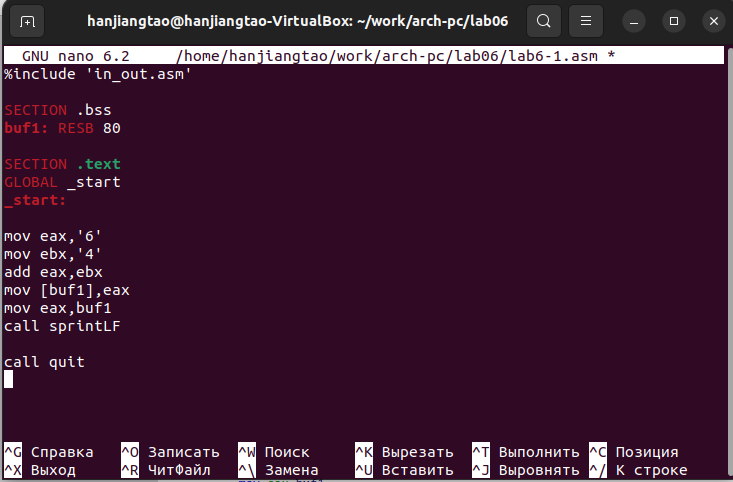 hanjiangtao@hanjiangtao-VirtualBox: ~/work/arch-pc/lab06
GNU nano 6.2 /home/hanjiangtao/work/arch-pc/lab06/lab6-1.asm *
%include 'in_out.asm'
SECTION .bss
buf1: RESB 80
SECTION .text
GLOBAL _start
_start:
mov eax,'6'
mov ebx,'4'
add eax,ebx
mov [buf1],eax
mov eax,buf1
call sprintLF
call quit
^G Справка ^O Записать ^W Поиск ^K Вырезать ^T Выполнить ^C Позиция
^X Выход ^R ЧитФайл ^\ Замена ^U Вставить ^J Выровнять ^/ К строке